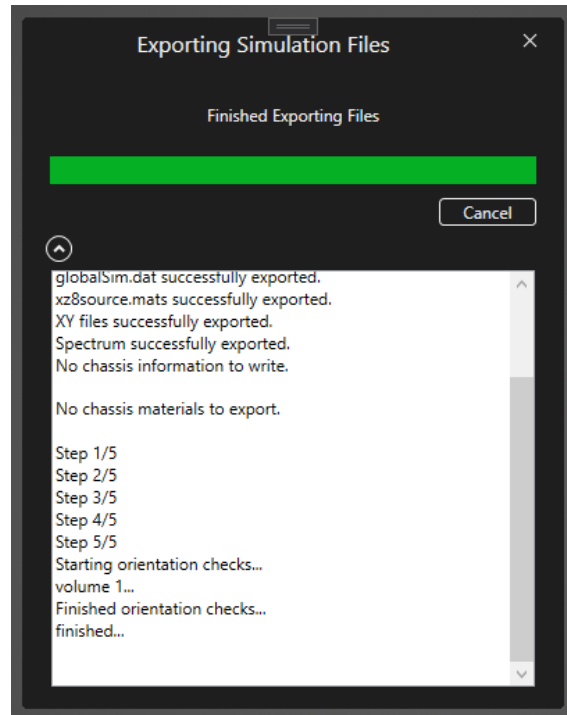 Exporting Simulation Files
Finished Exporting Files
Cancel
globalSim.dat successfully exported.
xz8source.mats successfully exported.
XY files successfully exported.
Spectrum successfully exported.
No chassis information to write.
No chassis materials to export.
Step 1/5
Step 2/5
Step 3/5
Step 4/5
Step 5/5
Starting orientation checks...
volume 1...
Finished orientation checks...
finished...